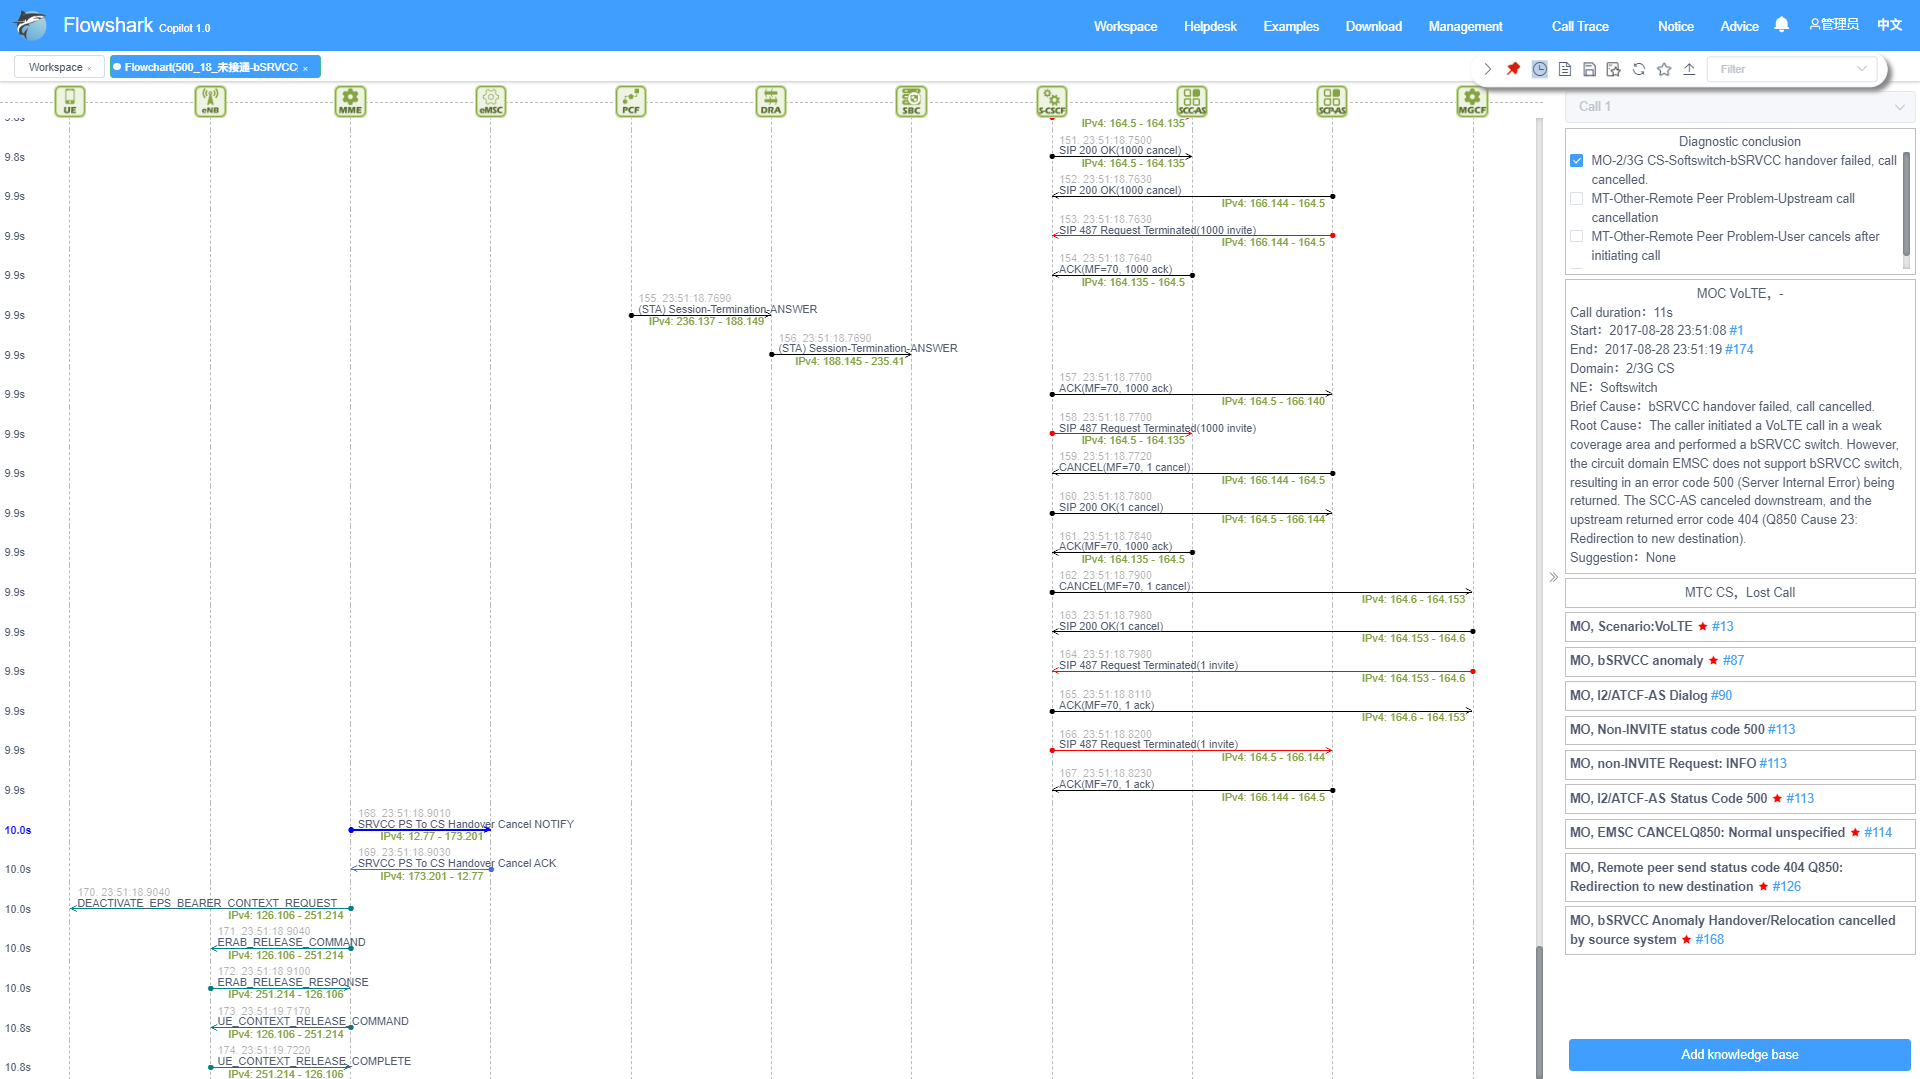 Flowshark Copilot 1.0
Workspace Helpdesk Examples Download Management Call Trace Notice Advice 管理员 中文
Workspace ×
Flowchart(500_18_未接通-bSRVCC ×
Filter
UE eNB MME eMSC PCF DRA SBC S-CSCF SCC-AS SCP-AS MGCF
IPv4: 164.5 - 164.135
9.8s
151. 23:51:18.7500
SIP 200 OK(1000 cancel)
IPv4: 164.5 - 164.135
9.9s
152. 23:51:18.7630
SIP 200 OK(1000 cancel)
IPv4: 166.144 - 164.5
9.9s
153. 23:51:18.7630
SIP 487 Request Terminated(1000 invite)
IPv4: 166.144 - 164.5
9.9s
154. 23:51:18.7640
ACK(MF=70, 1000 ack)
IPv4: 164.135 - 164.5
9.9s
155. 23:51:18.7690
(STA) Session-Termination-ANSWER
IPv4: 236.137 - 188.149
9.9s
156. 23:51:18.7690
(STA) Session-Termination-ANSWER
IPv4: 188.145 - 235.41
9.9s
157. 23:51:18.7700
ACK(MF=70, 1000 ack)
IPv4: 164.5 - 166.140
9.9s
158. 23:51:18.7700
SIP 487 Request Terminated(1000 invite)
IPv4: 164.5 - 164.135
9.9s
159. 23:51:18.7720
CANCEL(MF=70, 1 cancel)
IPv4: 166.144 - 164.5
9.9s
160. 23:51:18.7800
SIP 200 OK(1 cancel)
IPv4: 164.5 - 166.144
9.9s
161. 23:51:18.7840
ACK(MF=70, 1000 ack)
IPv4: 164.135 - 164.5
9.9s
162. 23:51:18.7900
CANCEL(MF=70, 1 cancel)
IPv4: 164.6 - 164.153
9.9s
163. 23:51:18.7980
SIP 200 OK(1 cancel)
IPv4: 164.153 - 164.6
9.9s
164. 23:51:18.7980
SIP 487 Request Terminated(1 invite)
IPv4: 164.153 - 164.6
9.9s
165. 23:51:18.8110
ACK(MF=70, 1 ack)
IPv4: 164.6 - 164.153
9.9s
166. 23:51:18.8200
SIP 487 Request Terminated(1 invite)
IPv4: 164.5 - 166.144
9.9s
167. 23:51:18.8230
ACK(MF=70, 1 ack)
IPv4: 166.144 - 164.5
10.0s
168. 23:51:18.9010
SRVCC PS To CS Handover Cancel NOTIFY
IPv4: 12.77 - 173.201
10.0s
169. 23:51:18.9030
SRVCC PS To CS Handover Cancel ACK
IPv4: 173.201 - 12.77
10.0s
170. 23:51:18.9040
DEACTIVATE_EPS_BEARER_CONTEXT_REQUEST
IPv4: 126.106 - 251.214
10.0s
171. 23:51:18.9040
ERAB_RELEASE_COMMAND
IPv4: 126.106 - 251.214
10.0s
172. 23:51:18.9100
ERAB_RELEASE_RESPONSE
IPv4: 251.214 - 126.106
10.8s
173. 23:51:19.7170
UE_CONTEXT_RELEASE_COMMAND
IPv4: 126.106 - 251.214
10.8s
174. 23:51:19.7220
UE_CONTEXT_RELEASE_COMPLETE
IPv4: 251.214 - 126.106
Call 1
Diagnostic conclusion
MO-2/3G CS-Softswitch-bSRVCC handover failed, call
cancelled.
MT-Other-Remote Peer Problem-Upstream call
cancellation
MT-Other-Remote Peer Problem-User cancels after
initiating call
MOC VoLTE，-
Call duration：11s
Start：2017-08-28 23:51:08 #1
End：2017-08-28 23:51:19 #174
Domain：2/3G CS
NE：Softswitch
Brief Cause：bSRVCC handover failed, call cancelled.
Root Cause：The caller initiated a VoLTE call in a weak
coverage area and performed a bSRVCC switch. However,
the circuit domain EMSC does not support bSRVCC switch,
resulting in an error code 500 (Server Internal Error) being
returned. The SCC-AS canceled downstream, and the
upstream returned error code 404 (Q850 Cause 23:
Redirection to new destination).
Suggestion：None
MTC CS，Lost Call
MO, Scenario:VoLTE ★ #13
MO, bSRVCC anomaly ★ #87
MO, I2/ATCF-AS Dialog #90
MO, Non-INVITE status code 500 #113
MO, non-INVITE Request: INFO #113
MO, I2/ATCF-AS Status Code 500 ★ #113
MO, EMSC CANCELQ850: Normal unspecified ★ #114
MO, Remote peer send status code 404 Q850:
Redirection to new destination ★ #126
MO, bSRVCC Anomaly Handover/Relocation cancelled
by source system ★ #168
Add knowledge base